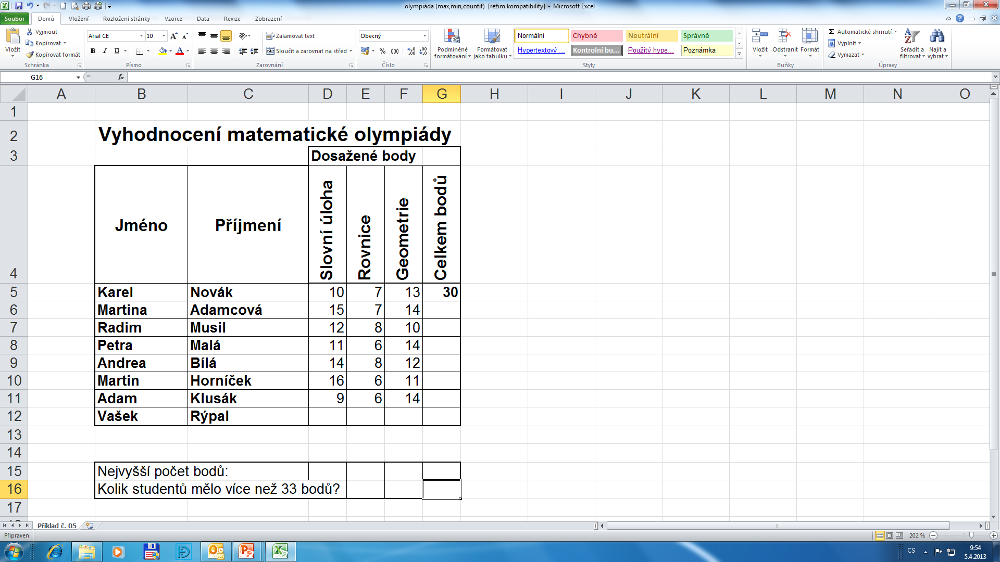 olympiáda (max,min,countif) [režim kompatibility] - Microsoft Excel
Soubor Domů Vložení Rozložení stránky Vzorce Data Revize Zobrazení
Vložit
Vyjmout
Kopírovat
Kopírovat formát
Schránka
Arial CE 10
B I U
Písmo
Zalamovat text
Sloučit a zarovnat na střed
Zarovnání
Obecný
% 000
Číslo
Podmíněné formátování
Formátovat jako tabulku
Normální Chybně Neutrální Správně
Hypertextový ... Kontrolní bu... Použitý hype... Poznámka
Styly
Vložit Odstranit Formát
Buňky
Σ Automatické shrnutí
Vyplnit
Vymazat
Seřadit a filtrovat
Najít a vybrat
Úpravy
G16 fx
A B C D E F G H I J K L M N O
1
2 Vyhodnocení matematické olympiády
3 Dosažené body
4 Jméno Příjmení Slovní úloha Rovnice Geometrie Celkem bodů
5 Karel Novák 10 7 13 30
6 Martina Adamcová 15 7 14
7 Radim Musil 12 8 10
8 Petra Malá 11 6 14
9 Andrea Bílá 14 8 12
10 Martin Horníček 16 6 11
11 Adam Klusák 9 6 14
12 Vašek Rýpal
13
14
15 Nejvyšší počet bodů:
16 Kolik studentů mělo více než 33 bodů?
17
Příklad č. 05
Připraven 202 %
CS 9:54
5.4.2013